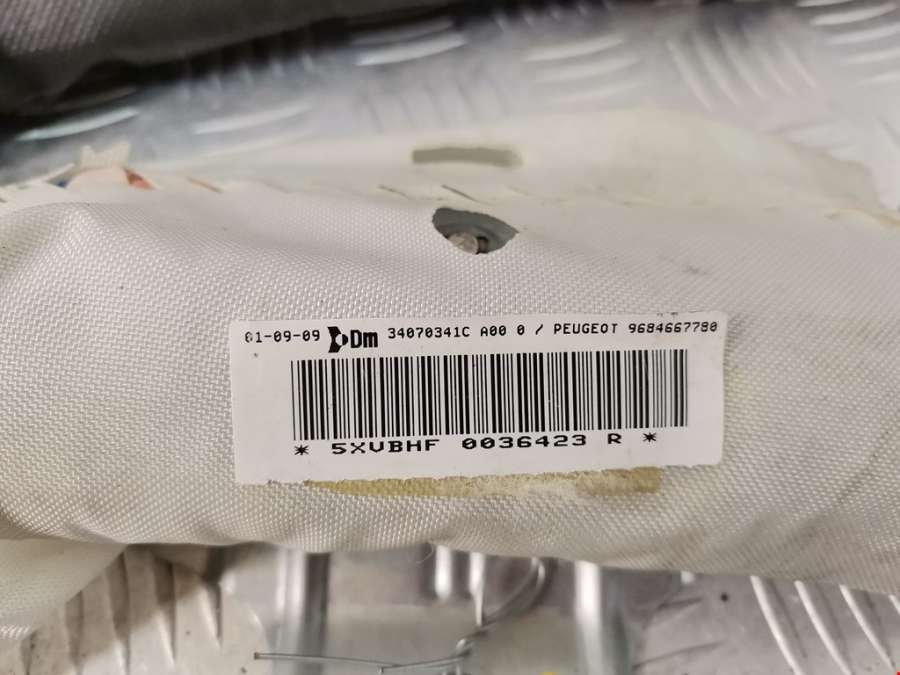 01-09-09 Dm 34070341C A00 0 / PEUGEOT 9684667780
* 5XVBHF 0036423 R *